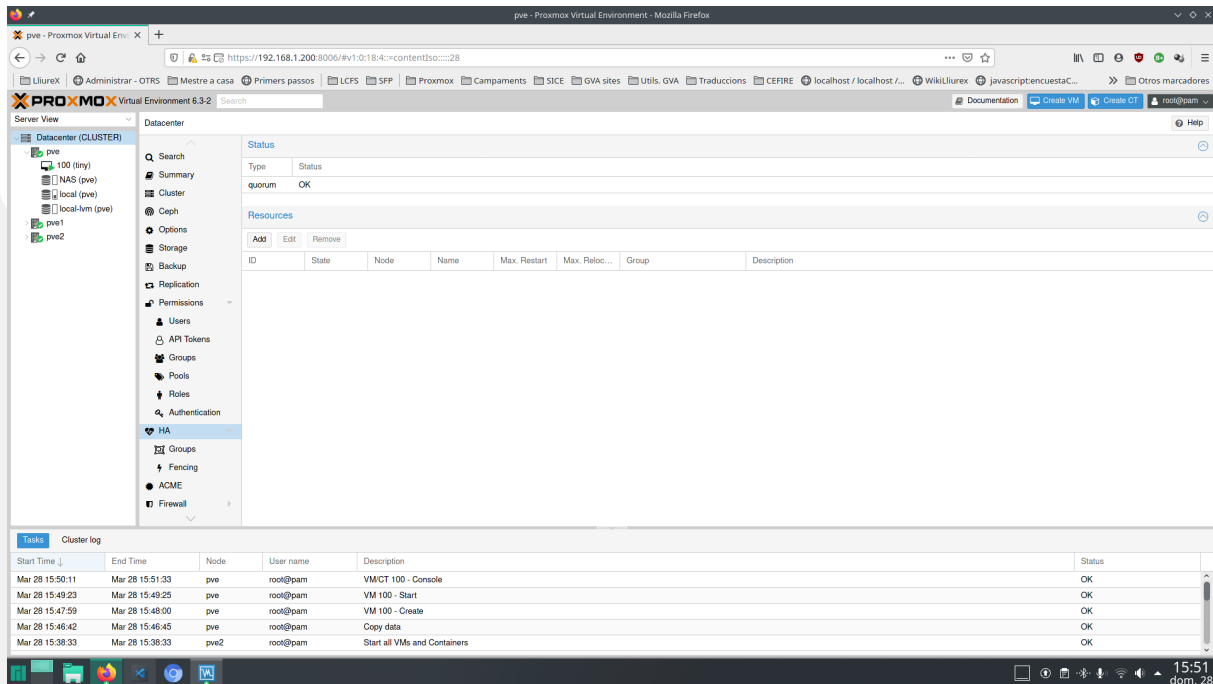 pve - Proxmox Virtual Environment - Mozilla Firefox
pve - Proxmox Virtual Envi
https://192.168.1.200:8006/#v1:0:18:4::=contentIso:::::28
LliureX Administrar - OTRS Mestre a casa Primers passos LCFS SFP Proxmox Campaments SICE GVA sites Utils. GVA Traduccions CEFIRE localhost / localhost /... WikiLliurex javascript:encuestaC... Otros marcadores
PROXMOX Virtual Environment 6.3-2 Search Documentation Create VM Create CT root@pam
Server View
Datacenter
Help
Datacenter (CLUSTER)
pve
100 (tiny)
NAS (pve)
local (pve)
local-lvm (pve)
pve1
pve2
Search
Summary
Cluster
Ceph
Options
Storage
Backup
Replication
Permissions
Users
API Tokens
Groups
Pools
Roles
Authentication
HA
Groups
Fencing
ACME
Firewall
Status
Type Status
quorum OK
Resources
Add Edit Remove
ID State Node Name Max. Restart Max. Reloc... Group Description
Tasks Cluster log
Start Time End Time Node User name Description Status
Mar 28 15:50:11 Mar 28 15:51:33 pve root@pam VM/CT 100 - Console OK
Mar 28 15:49:23 Mar 28 15:49:25 pve root@pam VM 100 - Start OK
Mar 28 15:47:59 Mar 28 15:48:00 pve root@pam VM 100 - Create OK
Mar 28 15:46:42 Mar 28 15:46:45 pve root@pam Copy data OK
Mar 28 15:38:33 Mar 28 15:38:33 pve2 root@pam Start all VMs and Containers OK
15:51
dom. 28